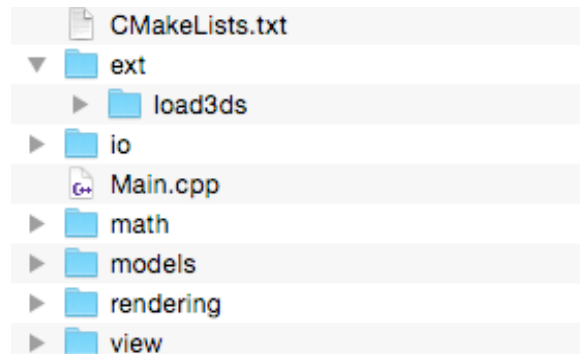 CMakeLists.txt
ext
load3ds
io
C++
Main.cpp
math
models
rendering
view